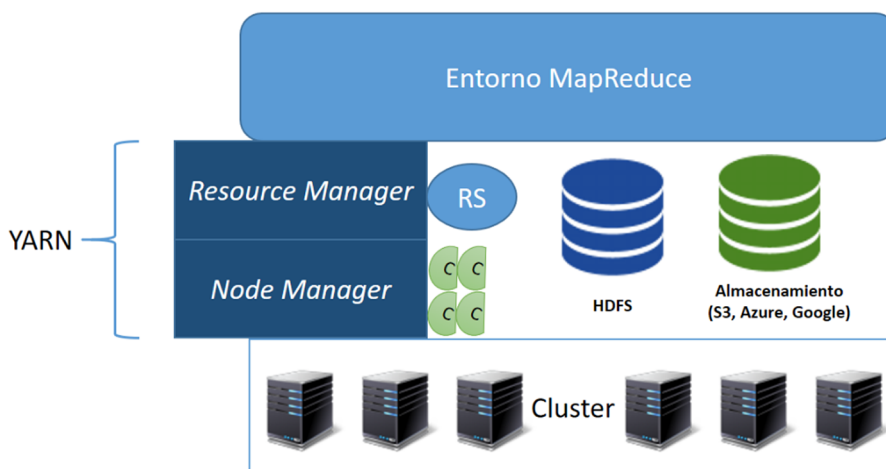 Entorno MapReduce
YARN
Resource Manager
RS
Node Manager
C C
C C
HDFS
Almacenamiento
(S3, Azure, Google)
Cluster